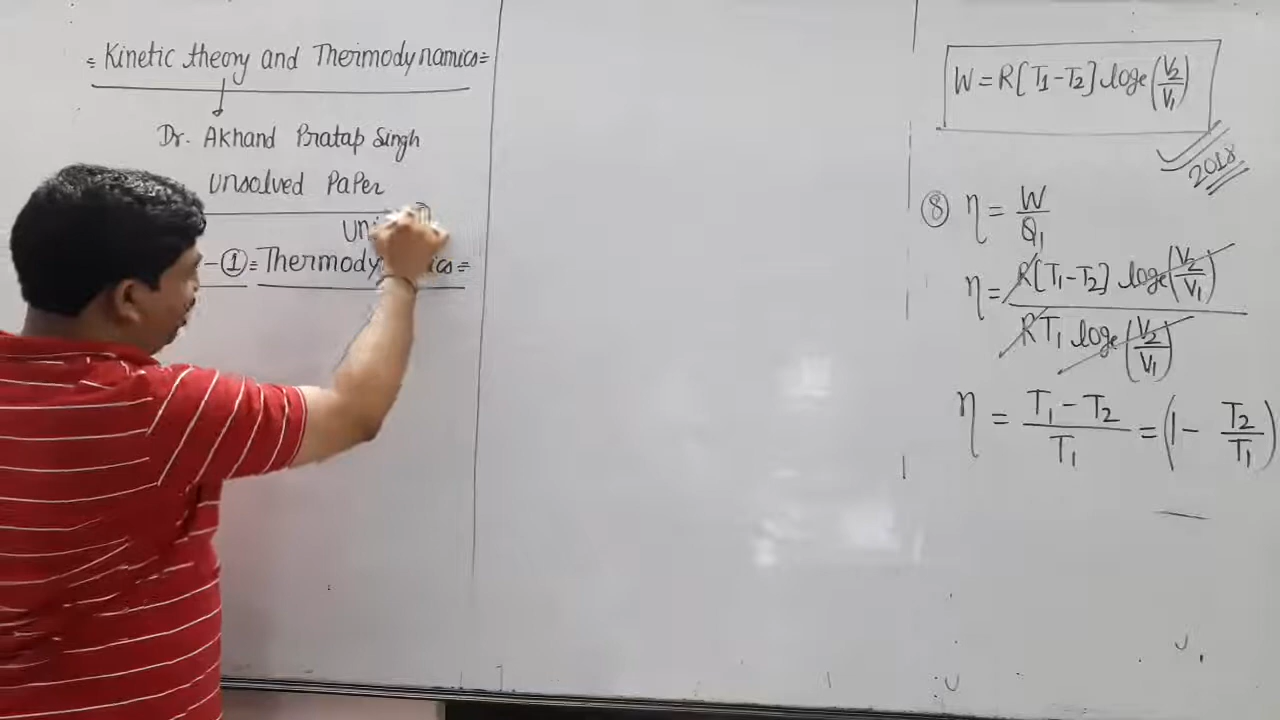 = Kinetic theory and Thermodynamics =
Dr. Akhand Pratap Singh
Unsolved Paper
- ① = Thermodynamics =
W = R[T₁-T₂] loge(V₂/V₁)
2018
⑧ η = W/Q₁
η = R[T₁-T₂] loge(V₂/V₁) / RT₁ loge(V₂/V₁)
η = T₁-T₂/T₁ = (1- T₂/T₁)